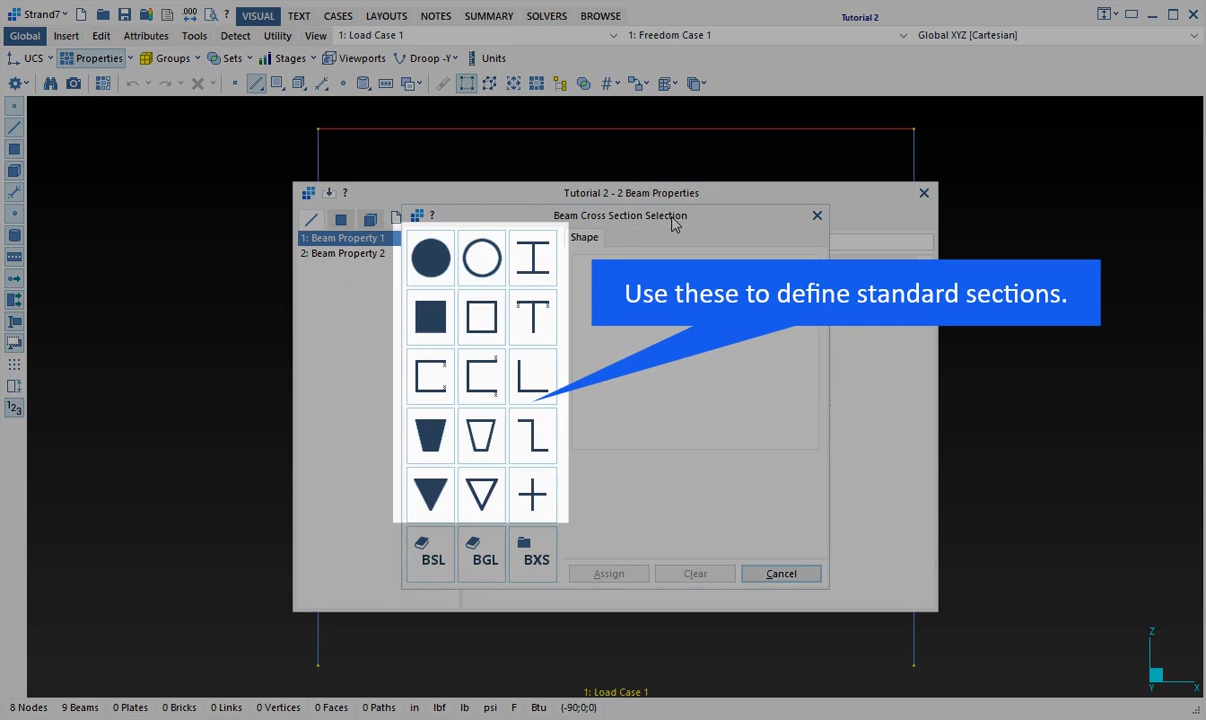 Strand7
?
VISUAL
TEXT
CASES
LAYOUTS
NOTES
SUMMARY
SOLVERS
BROWSE
Tutorial 2
Global
Insert
Edit
Attributes
Tools
Detect
Utility
View
1: Load Case 1
1: Freedom Case 1
Global XYZ [Cartesian]
UCS
Properties
Groups
Sets
Stages
Viewports
Droop -Y
Units
? Tutorial 2 - 2 Beam Properties
? Beam Cross Section Selection
1: Beam Property 1
2: Beam Property 2
Shape
Use these to define standard sections.
BSL
BGL
BXS
Assign
Clear
Cancel
Z
Y
X
1: Load Case 1
8 Nodes
9 Beams
0 Plates
0 Bricks
0 Links
0 Vertices
0 Faces
0 Paths
in
lbf
lb
psi
F
Btu
(-90;0;0)